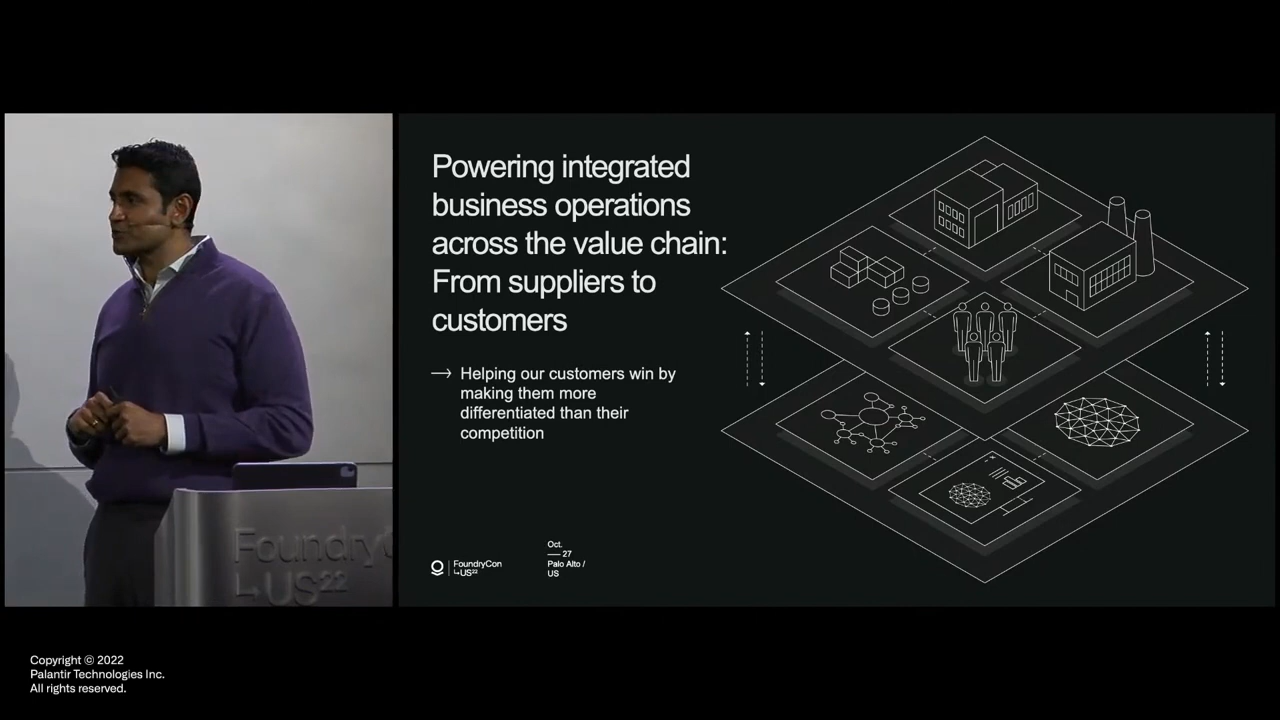 Powering integrated
business operations
across the value chain:
From suppliers to
customers
→ Helping our customers win by
making them more
differentiated than their
competition
FoundryCon
↳US²²
Oct.
— 27
Palo Alto /
US
Foundry
↳US²²
Copyright © 2022
Palantir Technologies Inc.
All rights reserved.